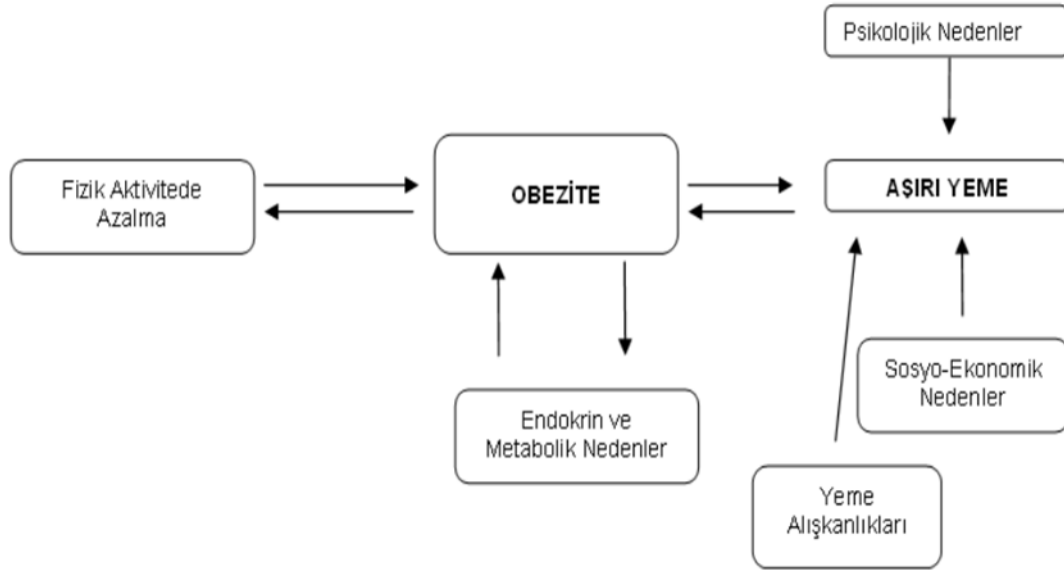 Psikolojik Nedenler
Fizik Aktivitede
Azalma
OBEZİTE
AŞIRI YEME
Sosyo-Ekonomik
Nedenler
Endokrin ve
Metabolik Nedenler
Yeme
Alışkanlıkları